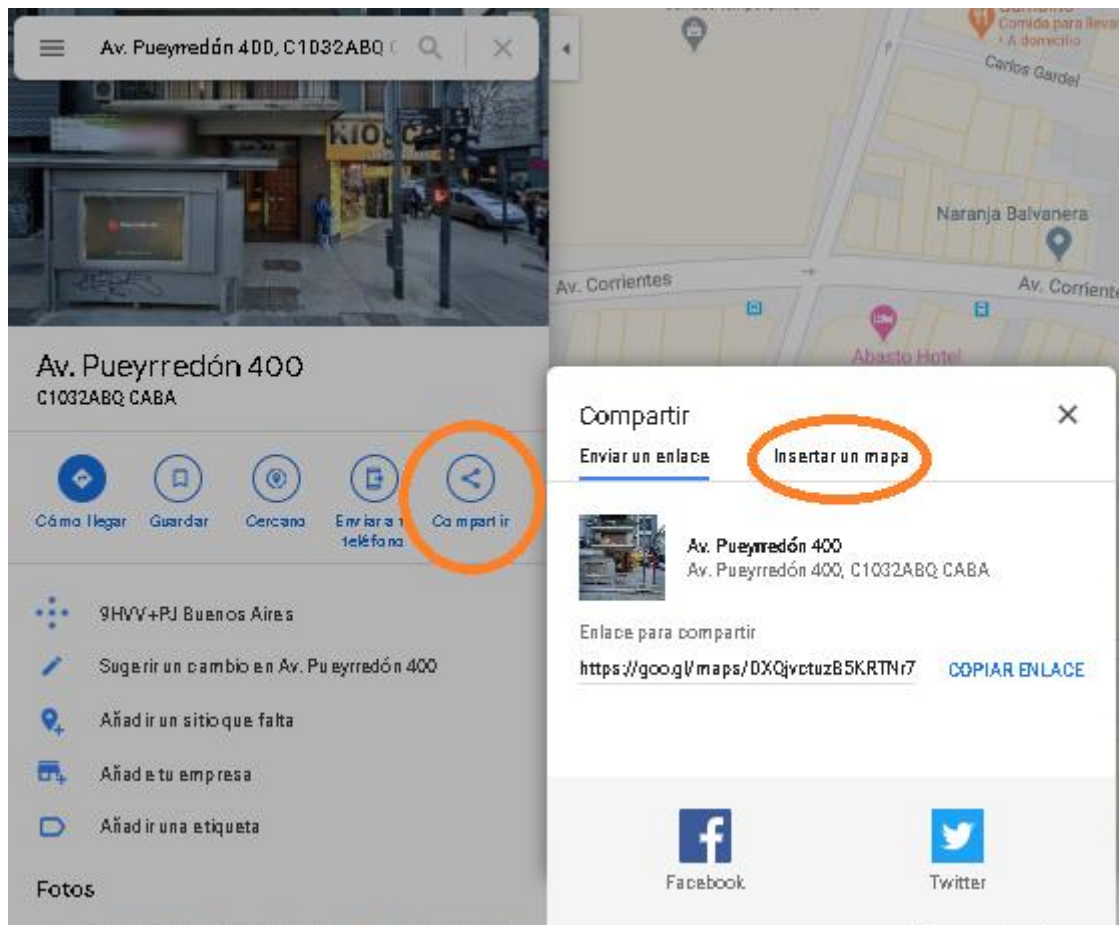 Av. Pueyrredón 400, C1032ABQ C
KIOSC
Av. Pueyrredón 400
C1032ABQ CABA
Cómo llegar
Guardar
Cercano
Enviar a t
teléfono
Compartir
9HVV+PJ Buenos Aires
Sugerir un cambio en Av. Pueyrredón 400
Añadir un sitio que falta
Añade tu empresa
Añadir una etiqueta
Fotos
Comida para lleva
• A domicilio
Carlos Gardel
Naranja Balvanera
Av. Corrientes
Av. Corriente
Abasto Hotel
Compartir
Enviar un enlace
Insertar un mapa
Av. Pueyrredón 400
Av. Pueyrredón 400, C1032ABQ CABA
Enlace para compartir
https://goo.gl/maps/DXQjvctuzB5KRTNr7
COPIAR ENLACE
Facebook
Twitter